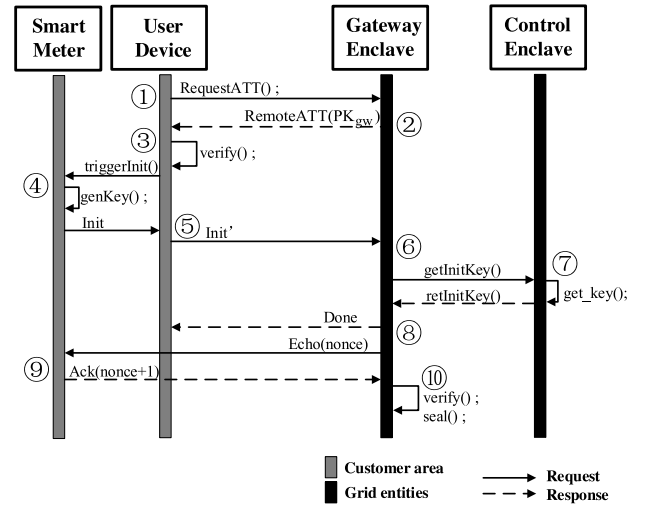 Smart Meter
User Device
Gateway Enclave
Control Enclave
① RequestATT() ;
RemoteATT(PKgw) ②
③ verify() ;
triggerInit()
④ genKey() ;
Init
⑤ Init’
⑥ getInitKey() ⑦
get_key();
retInitKey()
Done ⑧
Echo(nonce)
⑨ Ack(nonce+1)
⑩
verify() ;
seal() ;
Customer area
Grid entities
Request
Response